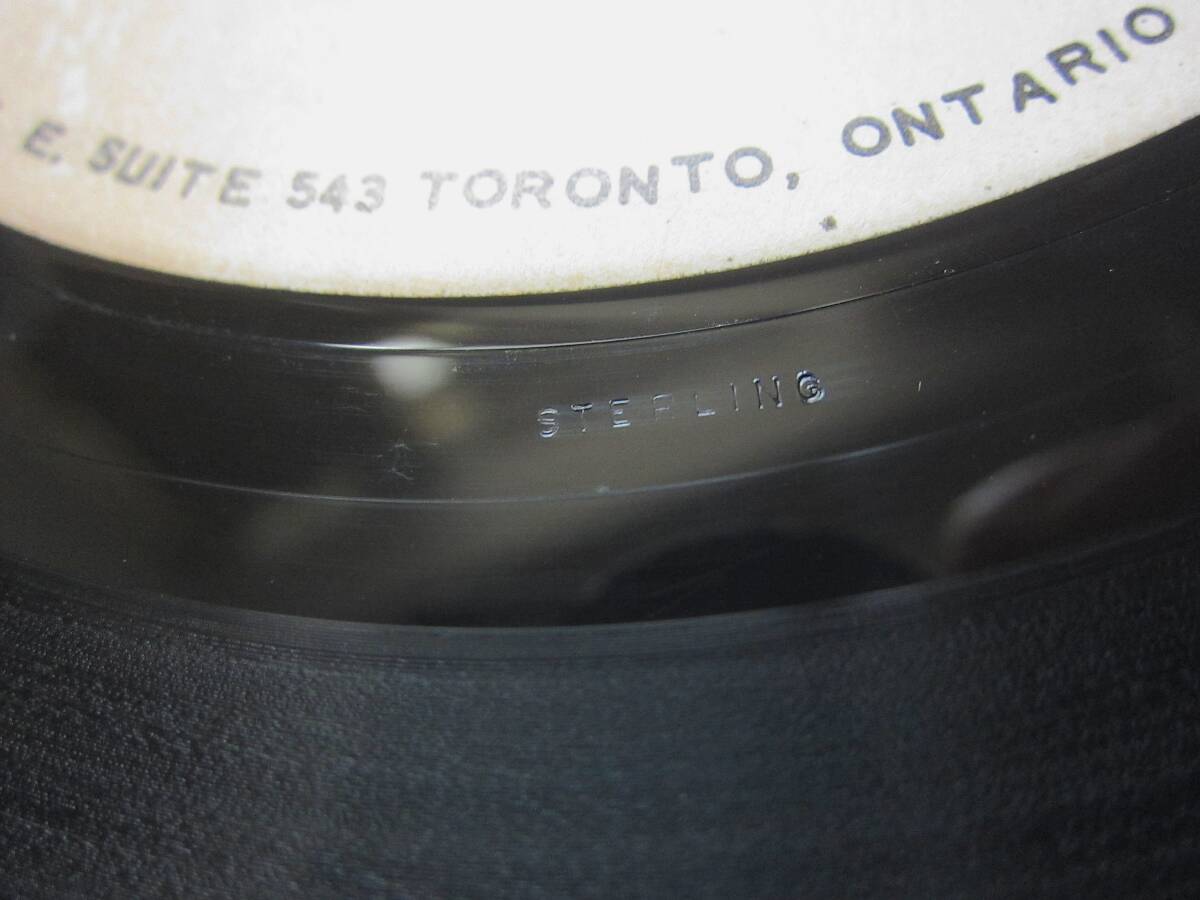 E. SUITE 543 TORONTO, ONTARIO
STERLING